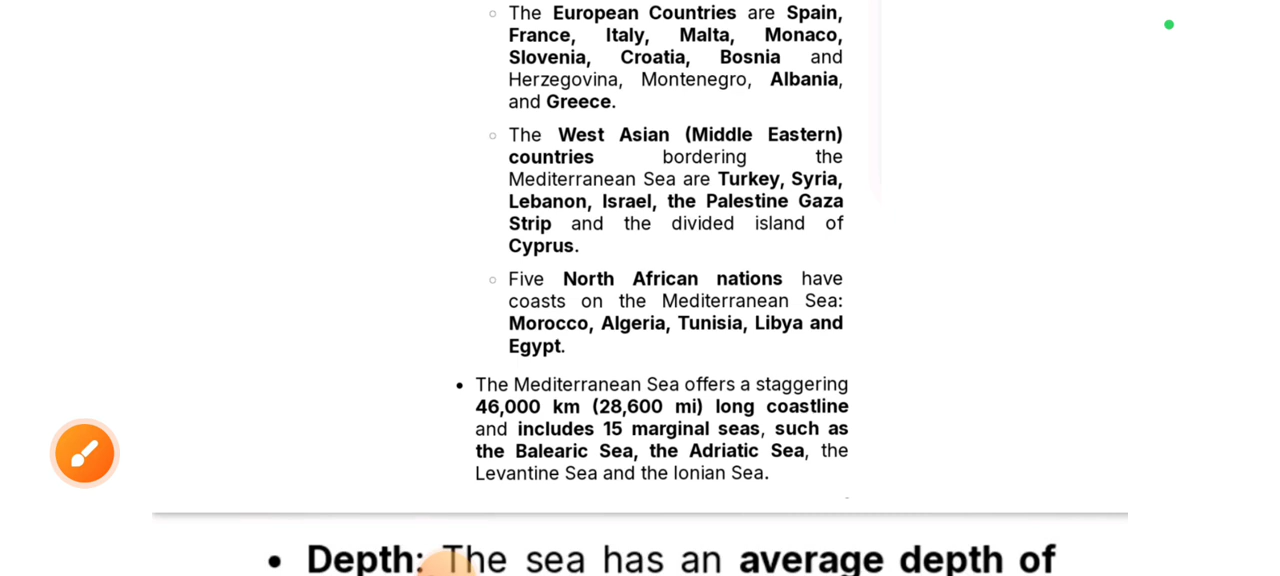 The European Countries are Spain,
France, Italy, Malta, Monaco,
Slovenia, Croatia, Bosnia and
Herzegovina, Montenegro, Albania,
and Greece.
The West Asian (Middle Eastern)
countries bordering the
Mediterranean Sea are Turkey, Syria,
Lebanon, Israel, the Palestine Gaza
Strip and the divided island of
Cyprus.
Five North African nations have
coasts on the Mediterranean Sea:
Morocco, Algeria, Tunisia, Libya and
Egypt.
The Mediterranean Sea offers a staggering
46,000 km (28,600 mi) long coastline
and includes 15 marginal seas, such as
the Balearic Sea, the Adriatic Sea, the
Levantine Sea and the Ionian Sea.
Depth: The sea has an average depth of